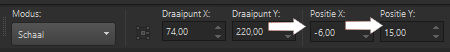 Modus: Draaipunt X: Draaipunt Y: Positie X: Positie Y:
Schaal 74,00 220,00 -6,00 15,00